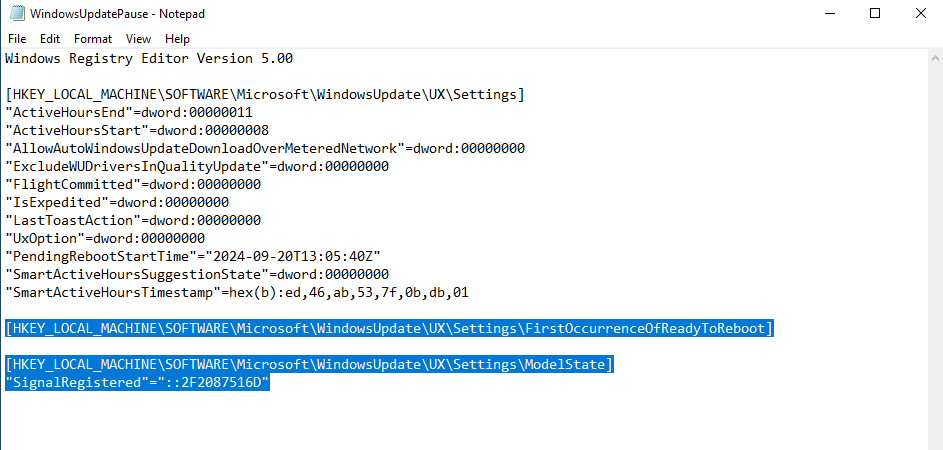 WindowsUpdatePause - Notepad
File Edit Format View Help
Windows Registry Editor Version 5.00
[HKEY_LOCAL_MACHINE\SOFTWARE\Microsoft\WindowsUpdate\UX\Settings]
"ActiveHoursEnd"=dword:00000011
"ActiveHoursStart"=dword:00000008
"AllowAutoWindowsUpdateDownloadOverMeteredNetwork"=dword:00000000
"ExcludeWUDriversInQualityUpdate"=dword:00000000
"FlightCommitted"=dword:00000000
"IsExpedited"=dword:00000000
"LastToastAction"=dword:00000000
"UxOption"=dword:00000000
"PendingRebootStartTime"="2024-09-20T13:05:40Z"
"SmartActiveHoursSuggestionState"=dword:00000000
"SmartActiveHoursTimestamp"=hex(b):ed,46,ab,53,7f,0b,db,01
[HKEY_LOCAL_MACHINE\SOFTWARE\Microsoft\WindowsUpdate\UX\Settings\FirstOccurrenceOfReadyToReboot]
[HKEY_LOCAL_MACHINE\SOFTWARE\Microsoft\WindowsUpdate\UX\Settings\ModelState]
"SignalRegistered"="::2F2087516D"